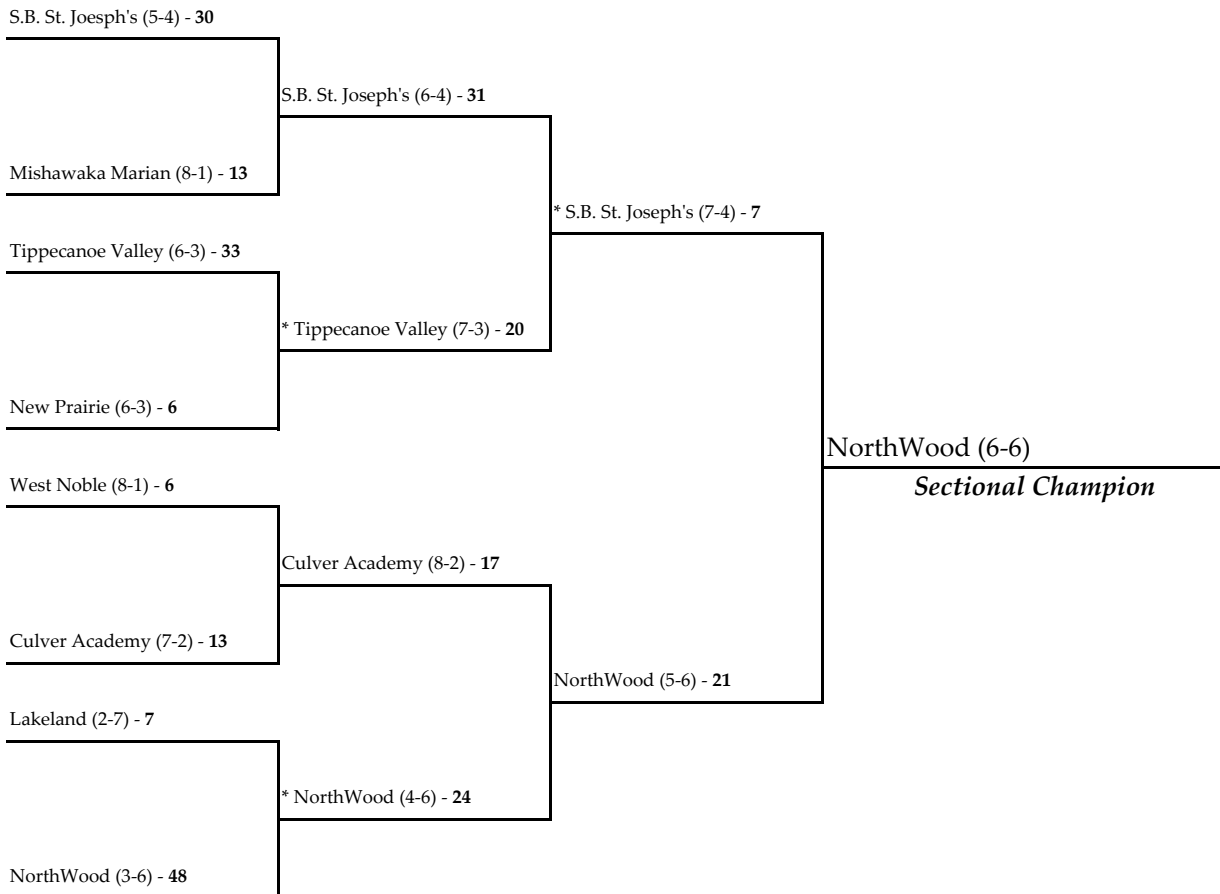 S.B. St. Joesph's (5-4) - 30
S.B. St. Joseph's (6-4) - 31
Mishawaka Marian (8-1) - 13
* S.B. St. Joseph's (7-4) - 7
Tippecanoe Valley (6-3) - 33
* Tippecanoe Valley (7-3) - 20
New Prairie (6-3) - 6
NorthWood (6-6)
Sectional Champion
West Noble (8-1) - 6
Culver Academy (8-2) - 17
Culver Academy (7-2) - 13
NorthWood (5-6) - 21
Lakeland (2-7) - 7
* NorthWood (4-6) - 24
NorthWood (3-6) - 48